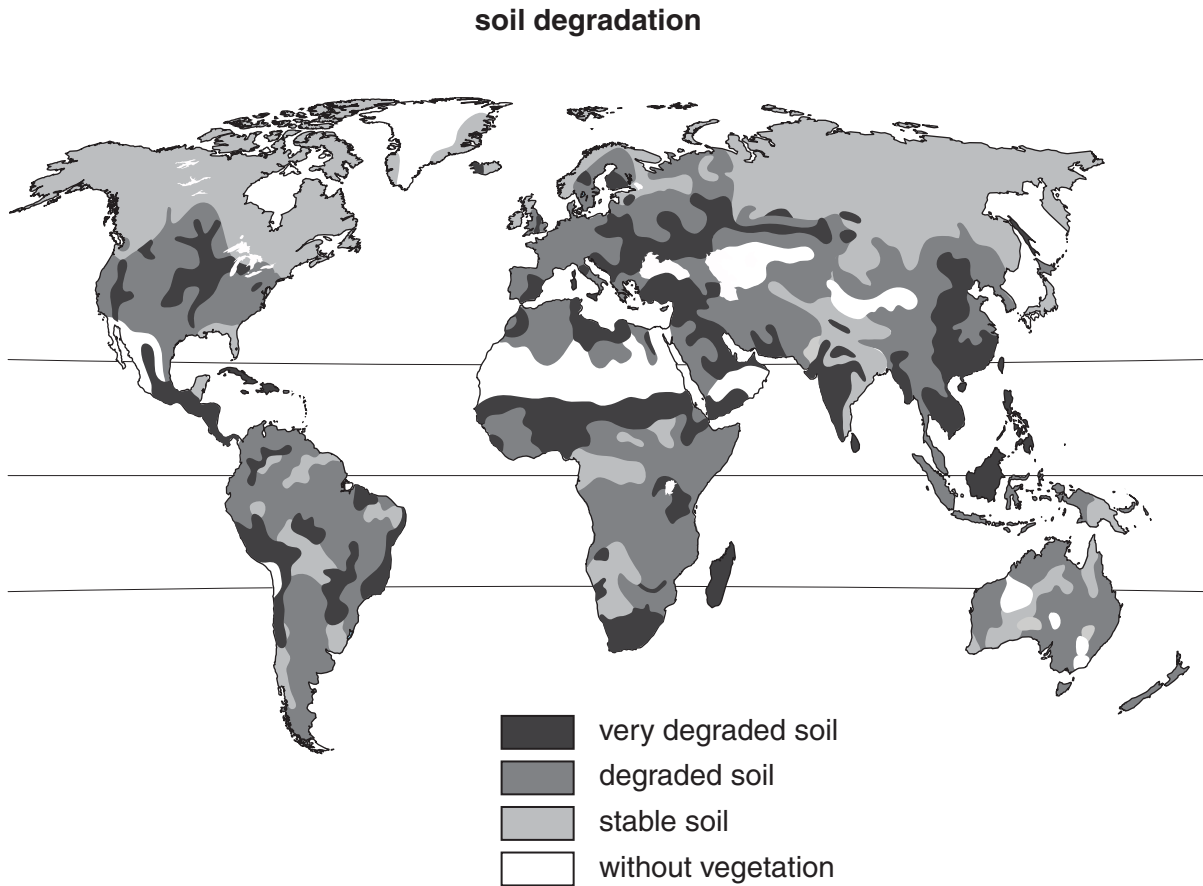 soil degradation
very degraded soil
degraded soil
stable soil
without vegetation